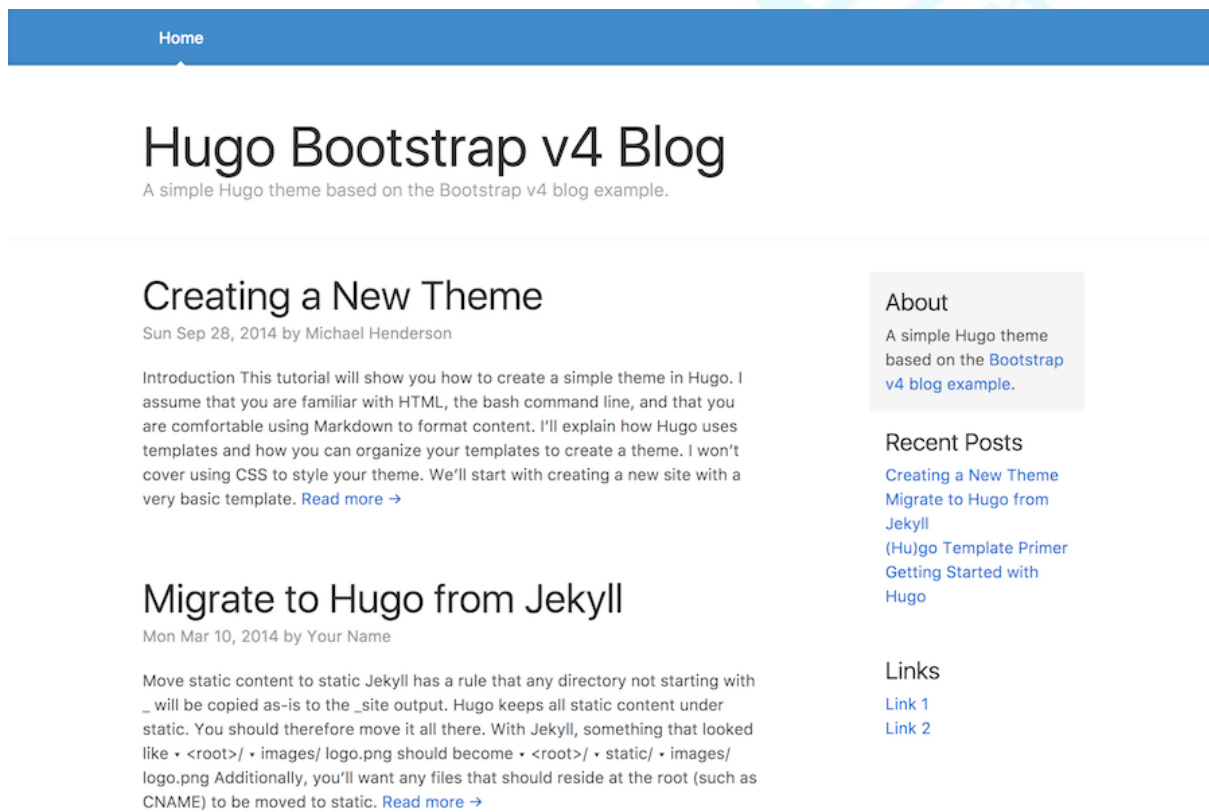 Home
Hugo Bootstrap v4 Blog
A simple Hugo theme based on the Bootstrap v4 blog example.
Creating a New Theme
Sun Sep 28, 2014 by Michael Henderson
Introduction This tutorial will show you how to create a simple theme in Hugo. I
assume that you are familiar with HTML, the bash command line, and that you
are comfortable using Markdown to format content. I'll explain how Hugo uses
templates and how you can organize your templates to create a theme. I won't
cover using CSS to style your theme. We'll start with creating a new site with a
very basic template. Read more →
Migrate to Hugo from Jekyll
Mon Mar 10, 2014 by Your Name
Move static content to static Jekyll has a rule that any directory not starting with
_ will be copied as-is to the _site output. Hugo keeps all static content under
static. You should therefore move it all there. With Jekyll, something that looked
like ▾ <root>/ ▾ images/ logo.png should become ▾ <root>/ ▾ static/ ▾ images/
logo.png Additionally, you'll want any files that should reside at the root (such as
CNAME) to be moved to static. Read more →
About
A simple Hugo theme
based on the Bootstrap
v4 blog example.
Recent Posts
Creating a New Theme
Migrate to Hugo from
Jekyll
(Hu)go Template Primer
Getting Started with
Hugo
Links
Link 1
Link 2